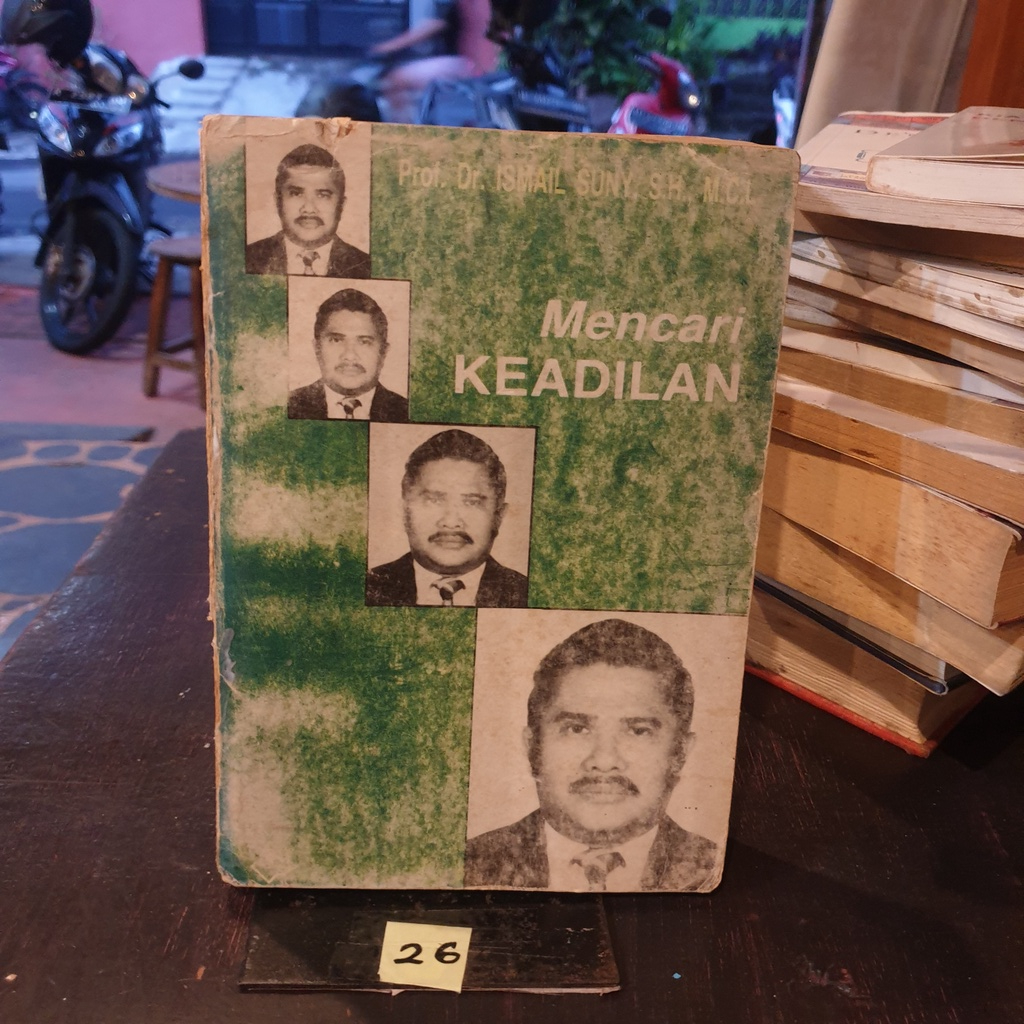 Prof. Dr. ISMAIL SUNY, S.H., M.C.L.
Mencari
KEADILAN
26